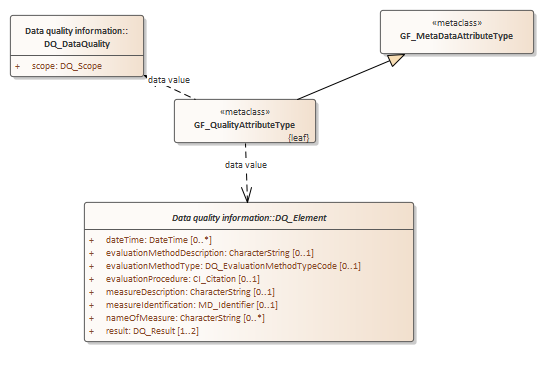 Data quality information::
DQ_DataQuality
+ scope: DQ_Scope
«metaclass»
GF_MetaDataAttributeType
data value
«metaclass»
GF_QualityAttributeType
{leaf}
data value
Data quality information::DQ_Element
+ dateTime: DateTime [0..*]
+ evaluationMethodDescription: CharacterString [0..1]
+ evaluationMethodType: DQ_EvaluationMethodTypeCode [0..1]
+ evaluationProcedure: CI_Citation [0..1]
+ measureDescription: CharacterString [0..1]
+ measureIdentification: MD_Identifier [0..1]
+ nameOfMeasure: CharacterString [0..*]
+ result: DQ_Result [1..2]